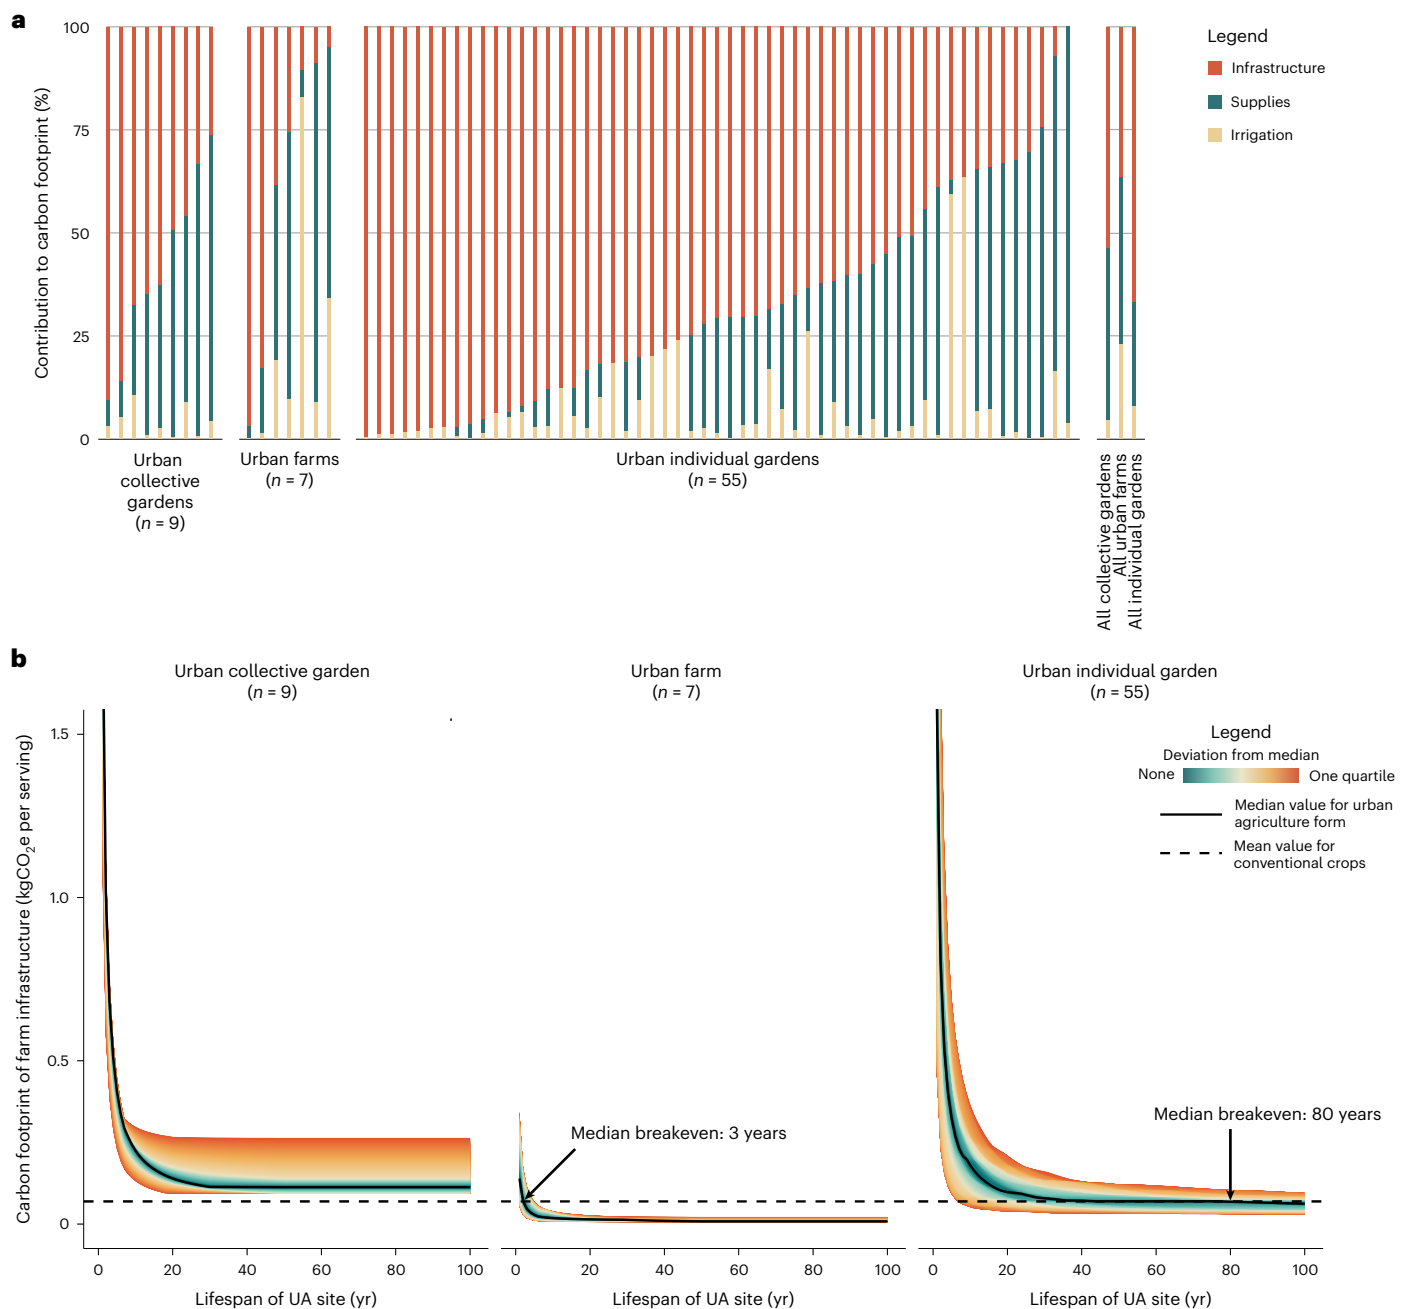 a
Contribution to carbon footprint (%)
100
75
50
25
0
Urban
collective
gardens
(n = 9)
Urban farms
(n = 7)
Urban individual gardens
(n = 55)
All collective gardens
All urban farms
All individual gardens
Legend
Infrastructure
Supplies
Irrigation
b
Carbon footprint of farm infrastructure (kgCO2e per serving)
1.5
1.0
0.5
0
Urban collective garden
(n = 9)
0 20 40 60 80 100
Lifespan of UA site (yr)
Urban farm
(n = 7)
Median breakeven: 3 years
0 20 40 60 80 100
Lifespan of UA site (yr)
Urban individual garden
(n = 55)
Legend
Deviation from median
None One quartile
Median value for urban
agriculture form
Mean value for
conventional crops
Median breakeven: 80 years
0 20 40 60 80 100
Lifespan of UA site (yr)